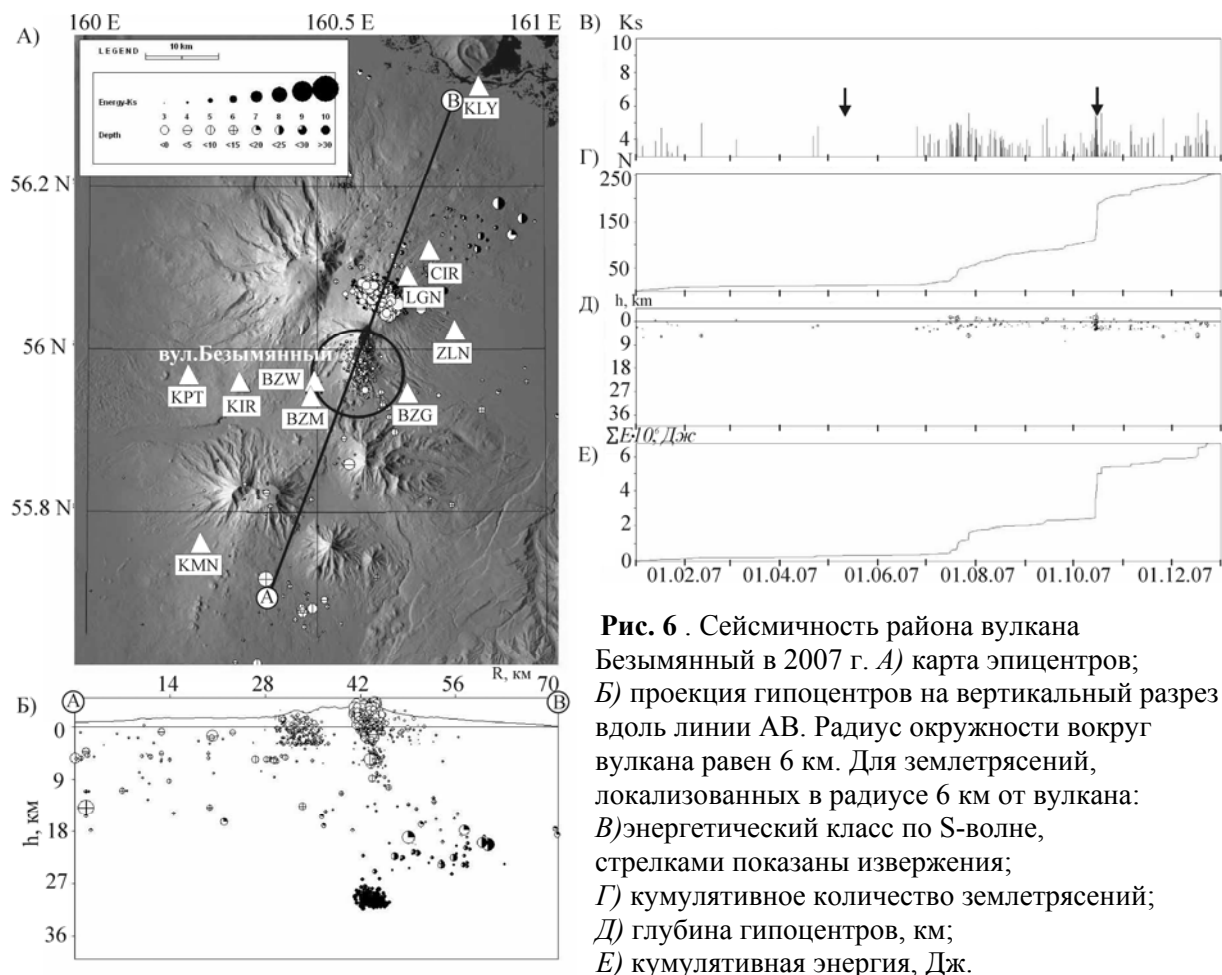 А)
160 E
160.5 E
161 E
LEGEND
10 km
Energy-Ks
3 4 5 6 7 8 9 10
Depth
<0 <5 <10 <15 <20 <25 <30 >30
B
KLY
56.2 N
CIR
LGN
56 N
ZLN
вул.Безымянный
KPT
KIR
BZW
BZM
BZG
55.8 N
KMN
A
R, км
Б)
A
14 28 42 56 70
B
0
9
18
27
36
h, км
В)
Ks
10
8
6
4
Г)
N
250
150
50
Д)
h, km
0
9
18
27
36
Е)
ΣE·10⁶, Дж
6
4
2
0
01.02.07 01.04.07 01.06.07 01.08.07 01.10.07 01.12.07
Рис. 6 . Сейсмичность района вулкана
Безымянный в 2007 г. А) карта эпицентров;
Б) проекция гипоцентров на вертикальный разрез
вдоль линии АВ. Радиус окружности вокруг
вулкана равен 6 км. Для землетрясений,
локализованных в радиусе 6 км от вулкана:
В)энергетический класс по S-волне,
стрелками показаны извержения;
Г) кумулятивное количество землетрясений;
Д) глубина гипоцентров, км;
Е) кумулятивная энергия, Дж.